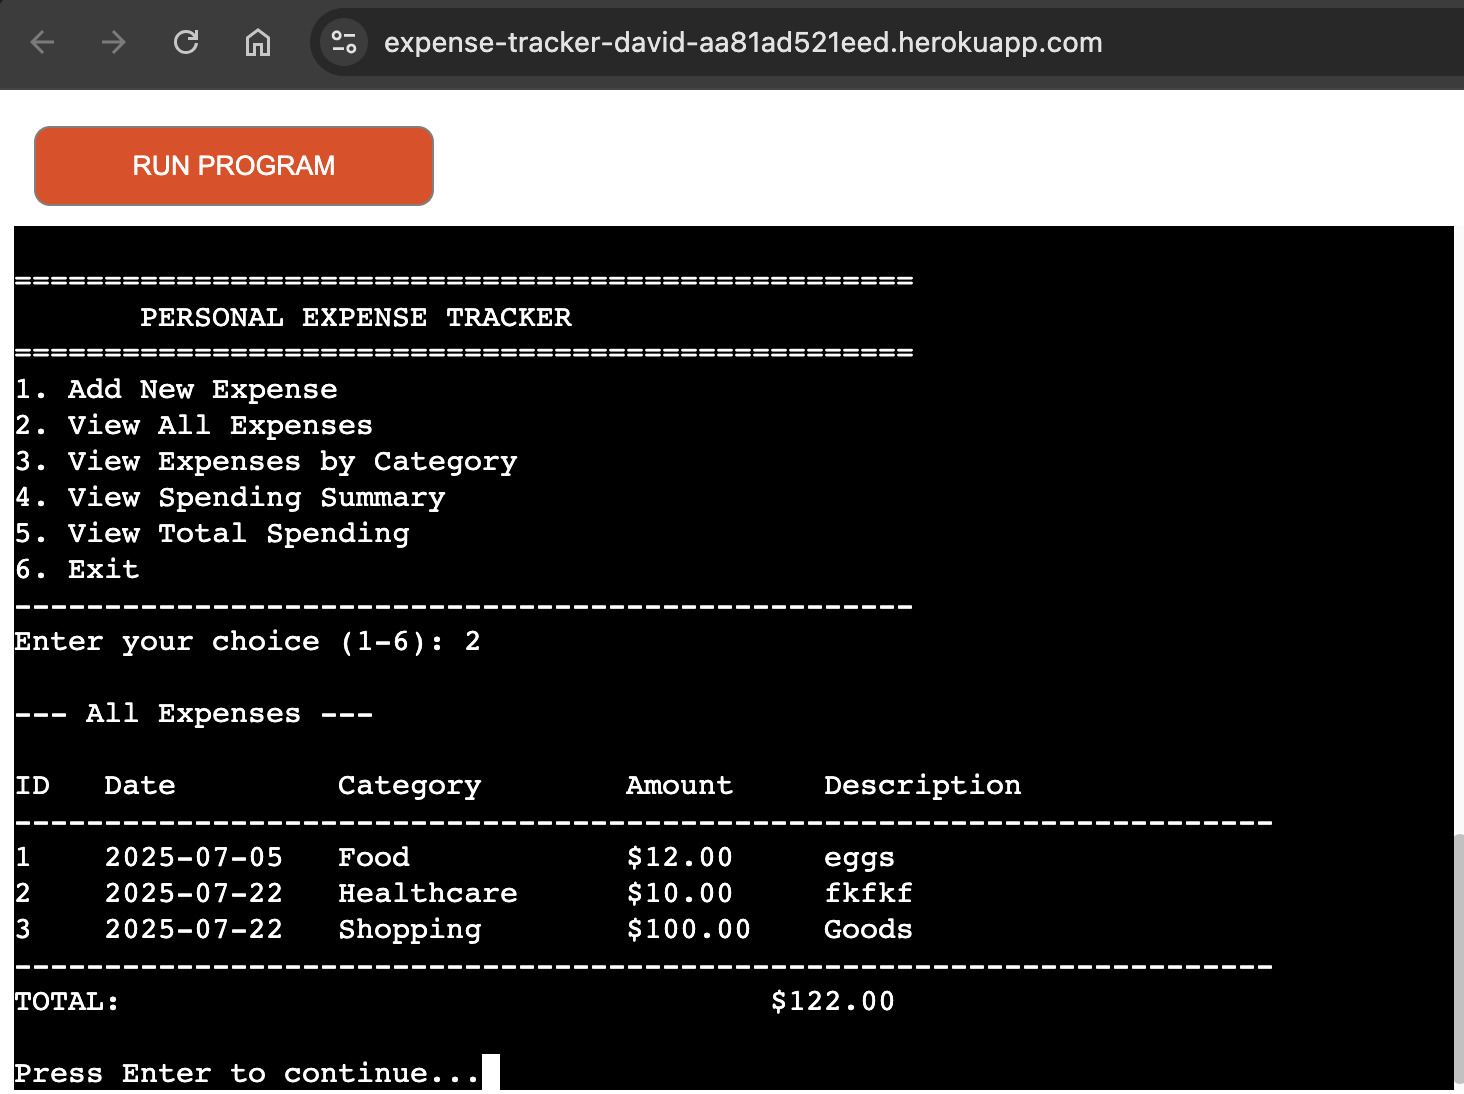 expense-tracker-david-aa81ad521eed.herokuapp.com
RUN PROGRAM
==================================================
PERSONAL EXPENSE TRACKER
==================================================
1. Add New Expense
2. View All Expenses
3. View Expenses by Category
4. View Spending Summary
5. View Total Spending
6. Exit
--------------------------------------------------
Enter your choice (1-6): 2
--- All Expenses ---
ID   Date         Category        Amount     Description
----------------------------------------------------------------------
1    2025-07-05   Food            $12.00     eggs
2    2025-07-22   Healthcare      $10.00     fkfkf
3    2025-07-22   Shopping        $100.00    Goods
----------------------------------------------------------------------
TOTAL:                                    $122.00
Press Enter to continue...